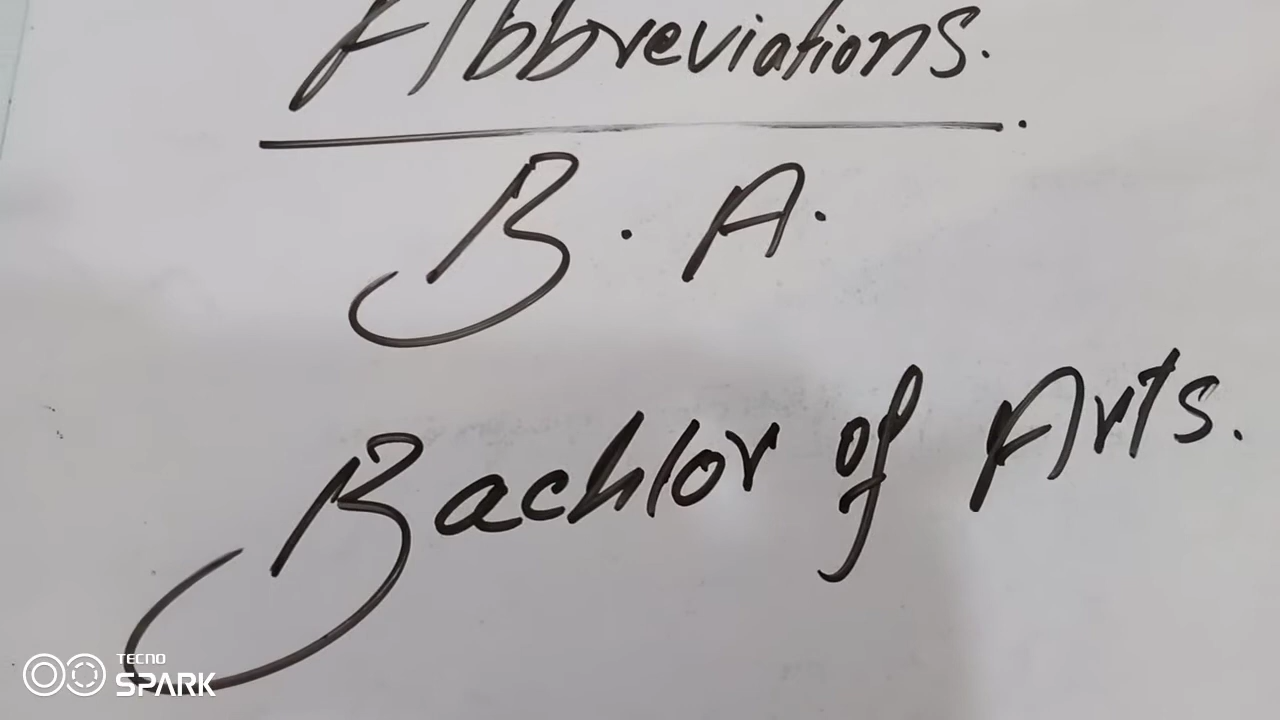 Abbreviations.
B. A.
Bachlor of Arts.
TECNO
SPARK